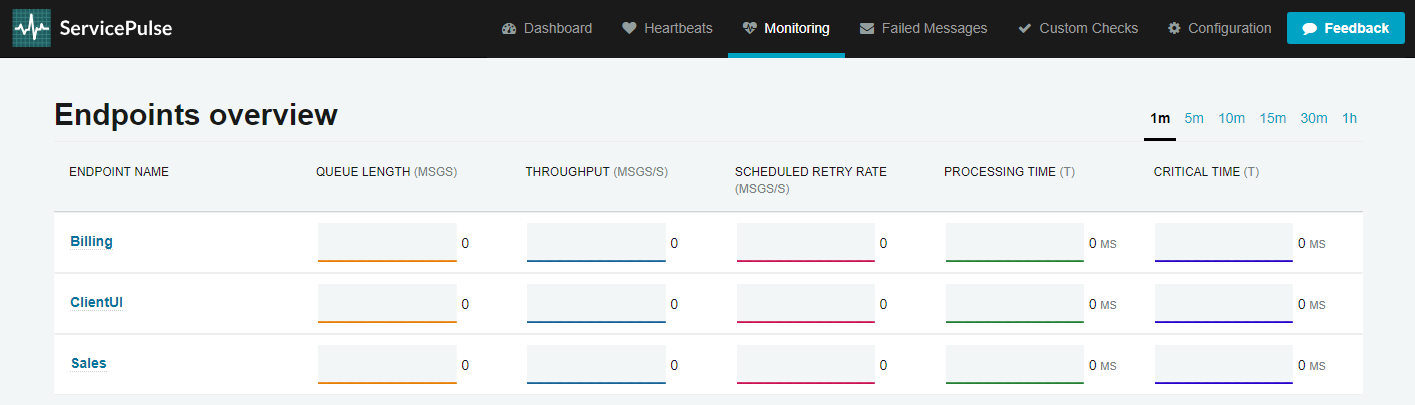 ServicePulse Dashboard Heartbeats Monitoring Failed Messages Custom Checks Configuration Feedback
Endpoints overview 1m 5m 10m 15m 30m 1h
ENDPOINT NAME QUEUE LENGTH (MSGS) THROUGHPUT (MSGS/S) SCHEDULED RETRY RATE (MSGS/S) PROCESSING TIME (T) CRITICAL TIME (T)
Billing 0 0 0 0 MS 0 MS
ClientUI 0 0 0 0 MS 0 MS
Sales 0 0 0 0 MS 0 MS